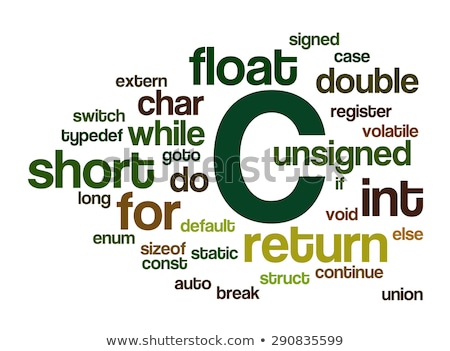 signed
float
case
extern
double
char
C
register
switch
volatile
typedef
while
goto
unsigned
short
do
if
long
int
for
void
default
else
enum
return
sizeof
static
const
continue
struct
auto
break
union
shutterstock
shutterstock.com · 290835599